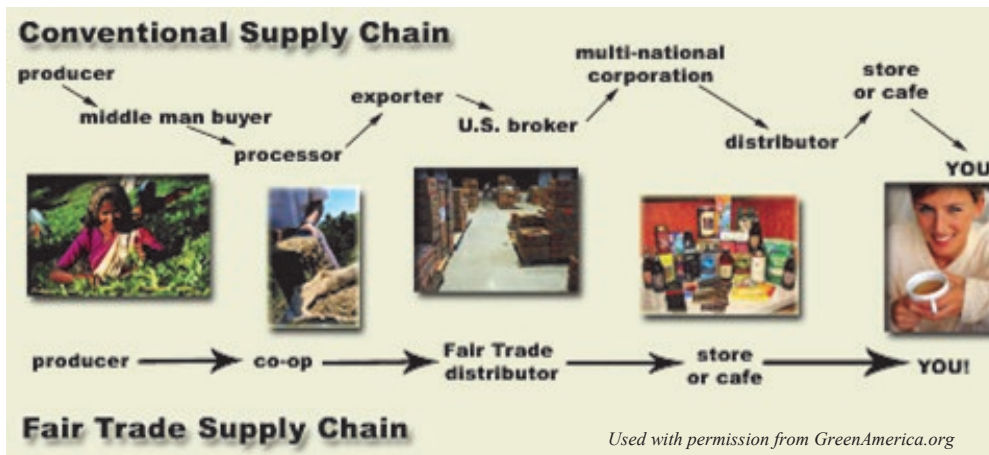 Conventional Supply Chain
producer
middle man buyer
processor
exporter
U.S. broker
multi-national
corporation
distributor
store
or cafe
YOU
producer
co-op
Fair Trade
distributor
store
or cafe
YOU!
Fair Trade Supply Chain
Used with permission from GreenAmerica.org